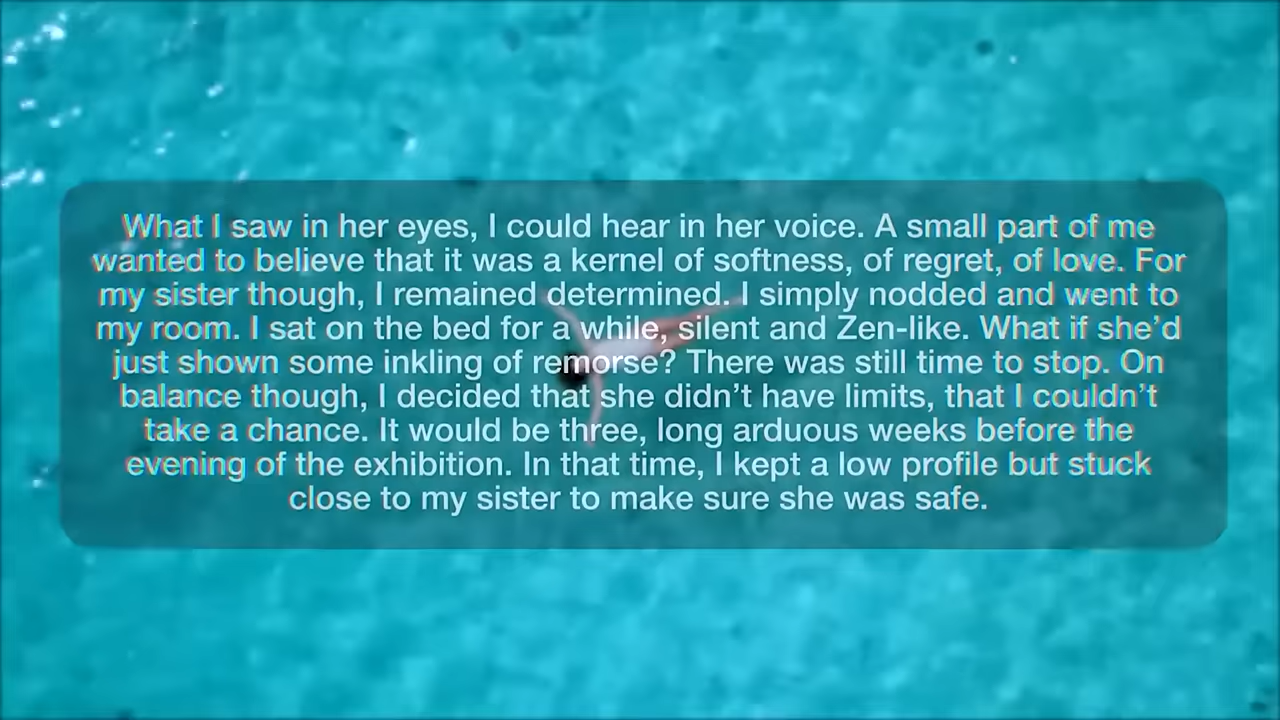 What I saw in her eyes, I could hear in her voice. A small part of me
wanted to believe that it was a kernel of softness, of regret, of love. For
my sister though, I remained determined. I simply nodded and went to
my room. I sat on the bed for a while, silent and Zen-like. What if she’d
just shown some inkling of remorse? There was still time to stop. On
balance though, I decided that she didn’t have limits, that I couldn’t
take a chance. It would be three, long arduous weeks before the
evening of the exhibition. In that time, I kept a low profile but stuck
close to my sister to make sure she was safe.